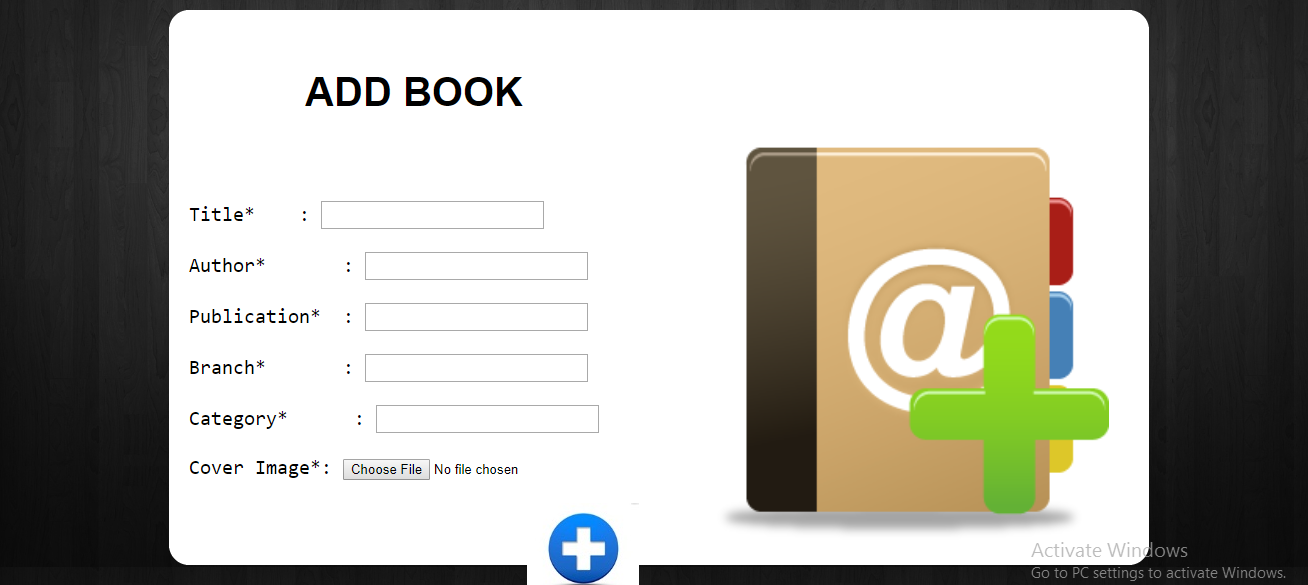 ADD BOOK
Title* :
Author* :
Publication* :
Branch* :
Category* :
Cover Image*: Choose File No file chosen
@
Activate Windows
Go to PC settings to activate Windows.